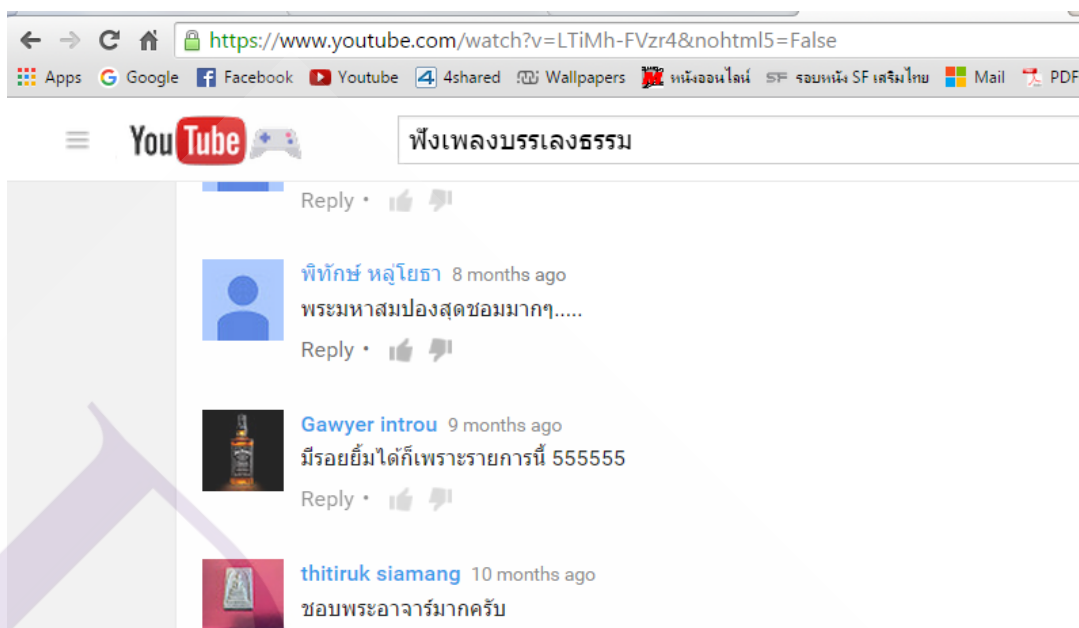 https://www.youtube.com/watch?v=LTiMh-FVzr4&nohtml5=False
Apps Google Facebook Youtube 4shared Wallpapers หนังออนไลน์ SF รอบหนัง SF เสริมไทย Mail PDF
YouTube ฟังเพลงบรรเลงธรรม
Reply •
พิทักษ์ หลู่โยธา 8 months ago
พระมหาสมปองสุดชอมมากๆ.....
Reply •
Gawyer introu 9 months ago
มีรอยยิ้มได้ก็เพราะรายการนี้ 555555
Reply •
thitiruk siamang 10 months ago
ชอบพระอาจาร์มากครับ